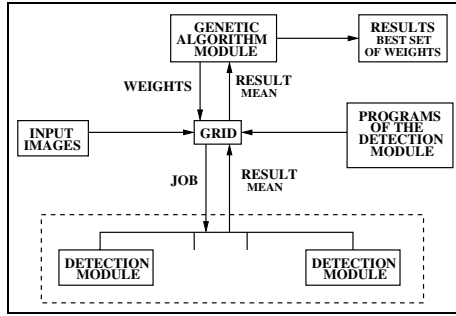 GENETIC
ALGORITHM
MODULE
RESULTS
BEST SET
OF WEIGHTS
WEIGHTS
RESULT
MEAN
INPUT
IMAGES
GRID
PROGRAMS
OF THE
DETECTION
MODULE
JOB
RESULT
MEAN
DETECTION
MODULE
DETECTION
MODULE